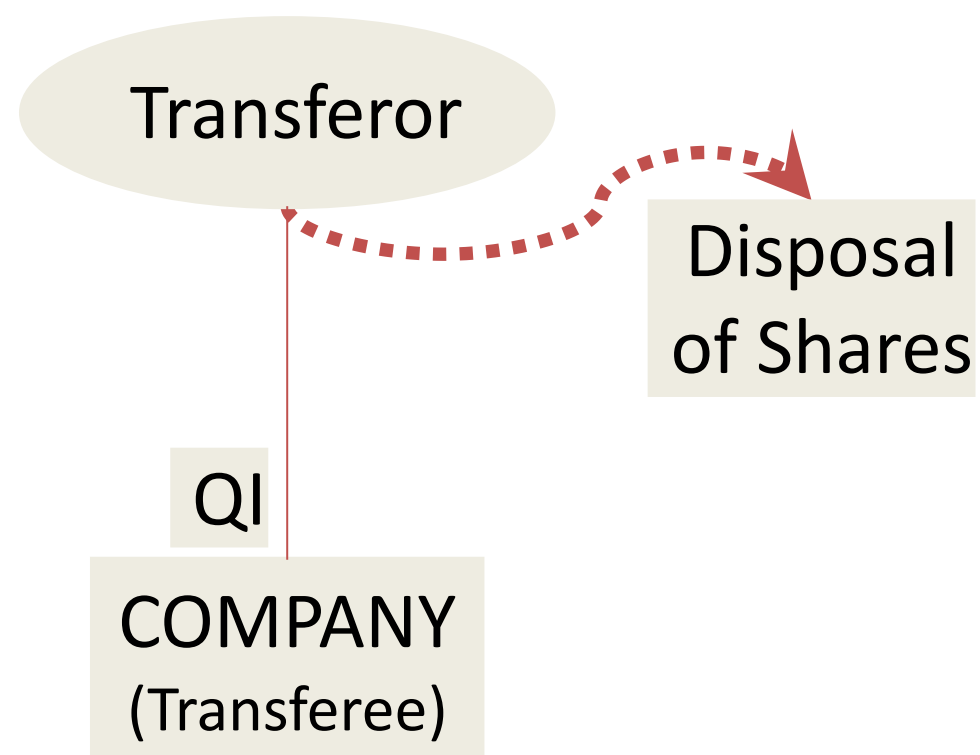 Transferor
Disposal
of Shares
QI
COMPANY
(Transferee)